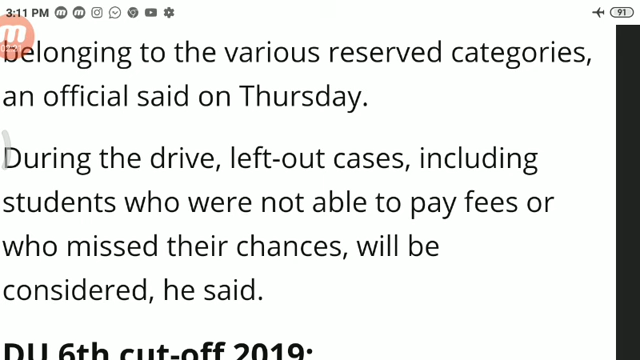 3:11 PM
91
belonging to the various reserved categories,
an official said on Thursday.
During the drive, left-out cases, including
students who were not able to pay fees or
who missed their chances, will be
considered, he said.
DU 6th cut-off 2019: